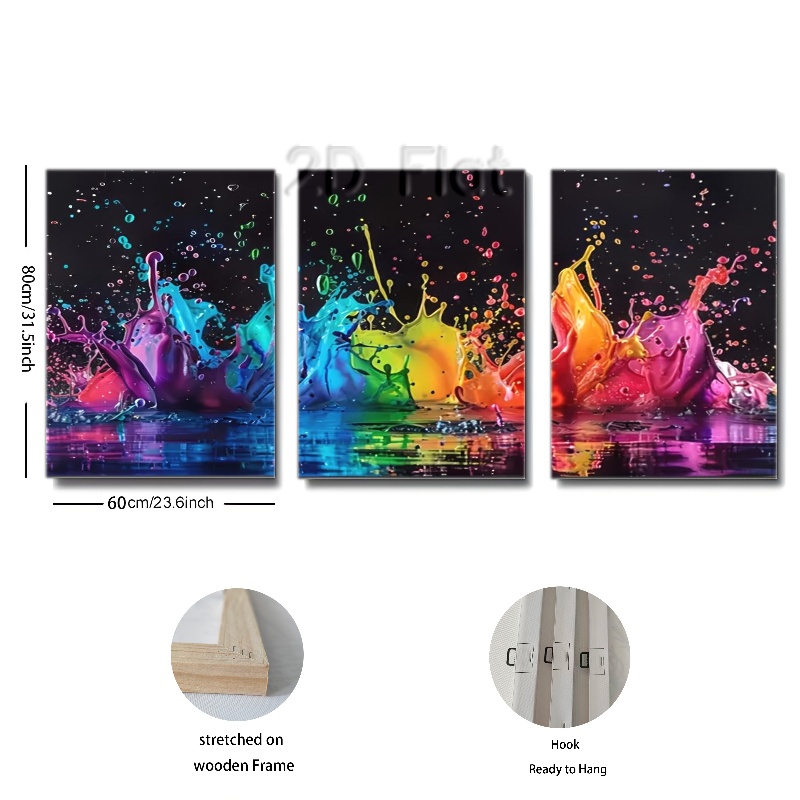 2D Flat
80cm/31.5inch
60cm/23.6inch
stretched on
wooden Frame
Hook
Ready to Hang